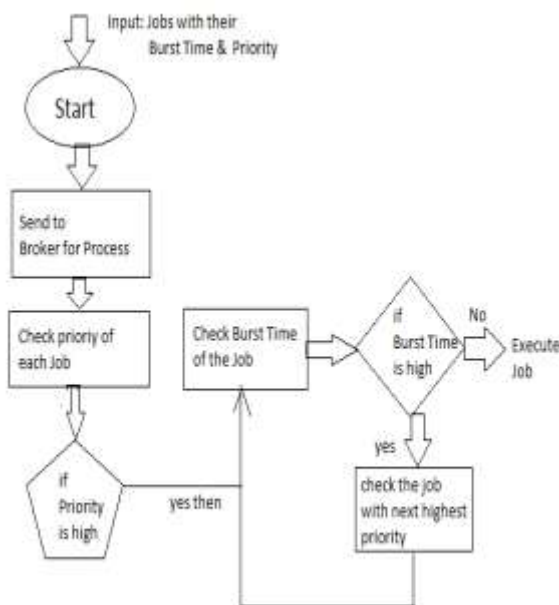 Input: Jobs with their
Burst Time & Priority
Start
Send to
Broker for Process
Check prioriy of
each Job
if
Priority
is high
yes then
Check Burst Time
of the Job
if
Burst Time
is high
No
Execute
Job
yes
check the job
with next highest
priority